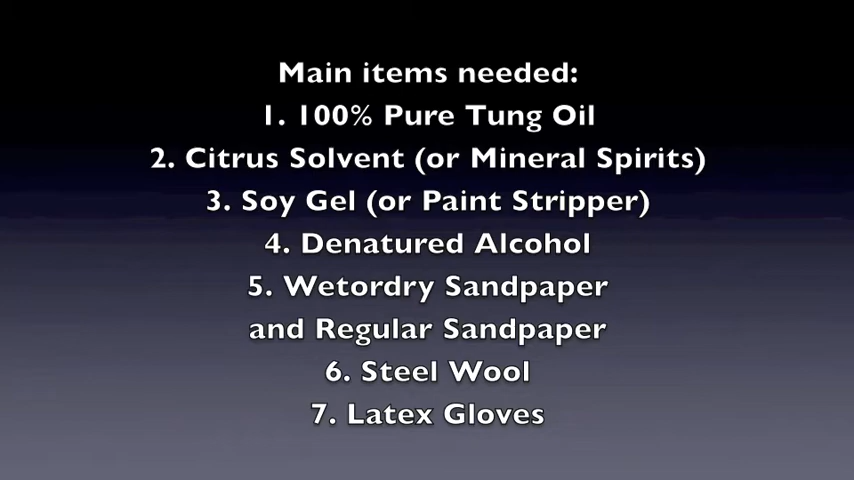 Main items needed:
1. 100% Pure Tung Oil
2. Citrus Solvent (or Mineral Spirits)
3. Soy Gel (or Paint Stripper)
4. Denatured Alcohol
5. Wetordry Sandpaper
and Regular Sandpaper
6. Steel Wool
7. Latex Gloves